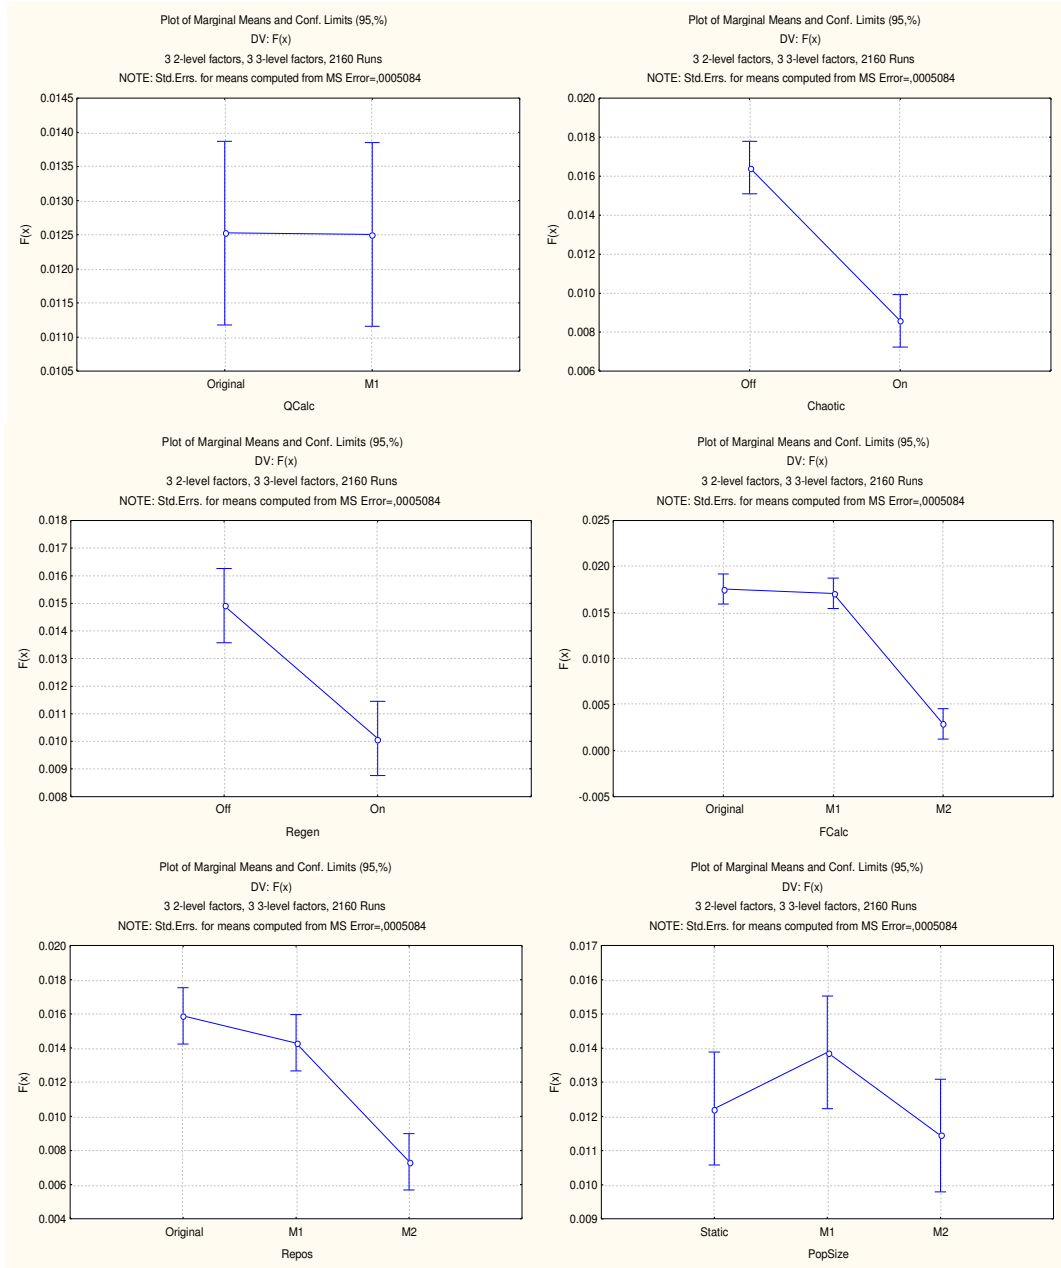 Plot of Marginal Means and Conf. Limits (95,%)
DV: F(x)
3 2-level factors, 3 3-level factors, 2160 Runs
NOTE: Std.Errs. for means computed from MS Error=,0005084
0.0145
0.0140
0.0135
0.0130
0.0125
0.0120
0.0115
0.0110
0.0105
F(x)
Original M1
QCalc
Plot of Marginal Means and Conf. Limits (95,%)
DV: F(x)
3 2-level factors, 3 3-level factors, 2160 Runs
NOTE: Std.Errs. for means computed from MS Error=,0005084
0.020
0.018
0.016
0.014
0.012
0.010
0.008
0.006
F(x)
Off On
Chaotic
Plot of Marginal Means and Conf. Limits (95,%)
DV: F(x)
3 2-level factors, 3 3-level factors, 2160 Runs
NOTE: Std.Errs. for means computed from MS Error=,0005084
0.018
0.017
0.016
0.015
0.014
0.013
0.012
0.011
0.010
0.009
0.008
F(x)
Off On
Regen
Plot of Marginal Means and Conf. Limits (95,%)
DV: F(x)
3 2-level factors, 3 3-level factors, 2160 Runs
NOTE: Std.Errs. for means computed from MS Error=,0005084
0.025
0.020
0.015
0.010
0.005
0.000
-0.005
F(x)
Original M1 M2
FCalc
Plot of Marginal Means and Conf. Limits (95,%)
DV: F(x)
3 2-level factors, 3 3-level factors, 2160 Runs
NOTE: Std.Errs. for means computed from MS Error=,0005084
0.020
0.018
0.016
0.014
0.012
0.010
0.008
0.006
0.004
F(x)
Original M1 M2
Repos
Plot of Marginal Means and Conf. Limits (95,%)
DV: F(x)
3 2-level factors, 3 3-level factors, 2160 Runs
NOTE: Std.Errs. for means computed from MS Error=,0005084
0.017
0.016
0.015
0.014
0.013
0.012
0.011
0.010
0.009
F(x)
Static M1 M2
PopSize